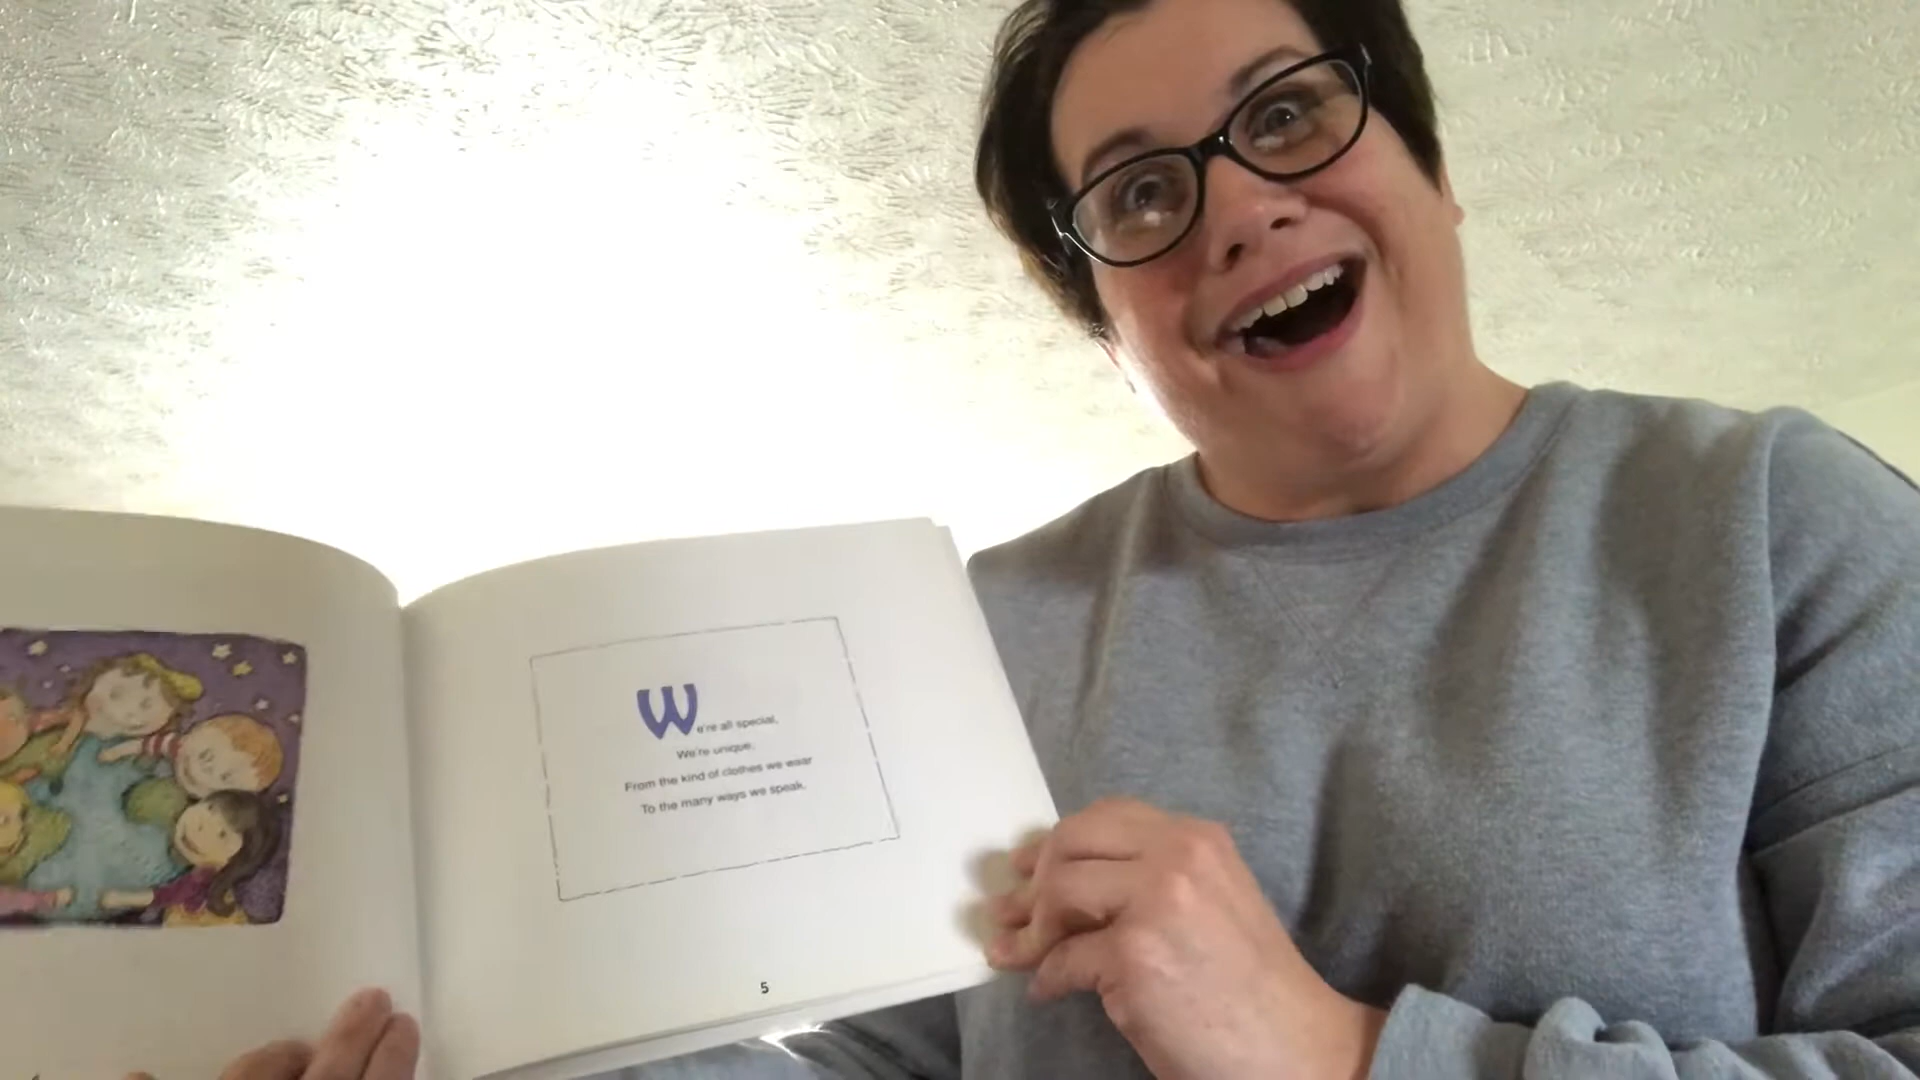 We're all special,
We're unique.
From the kind of clothes we wear
To the many ways we speak.
5